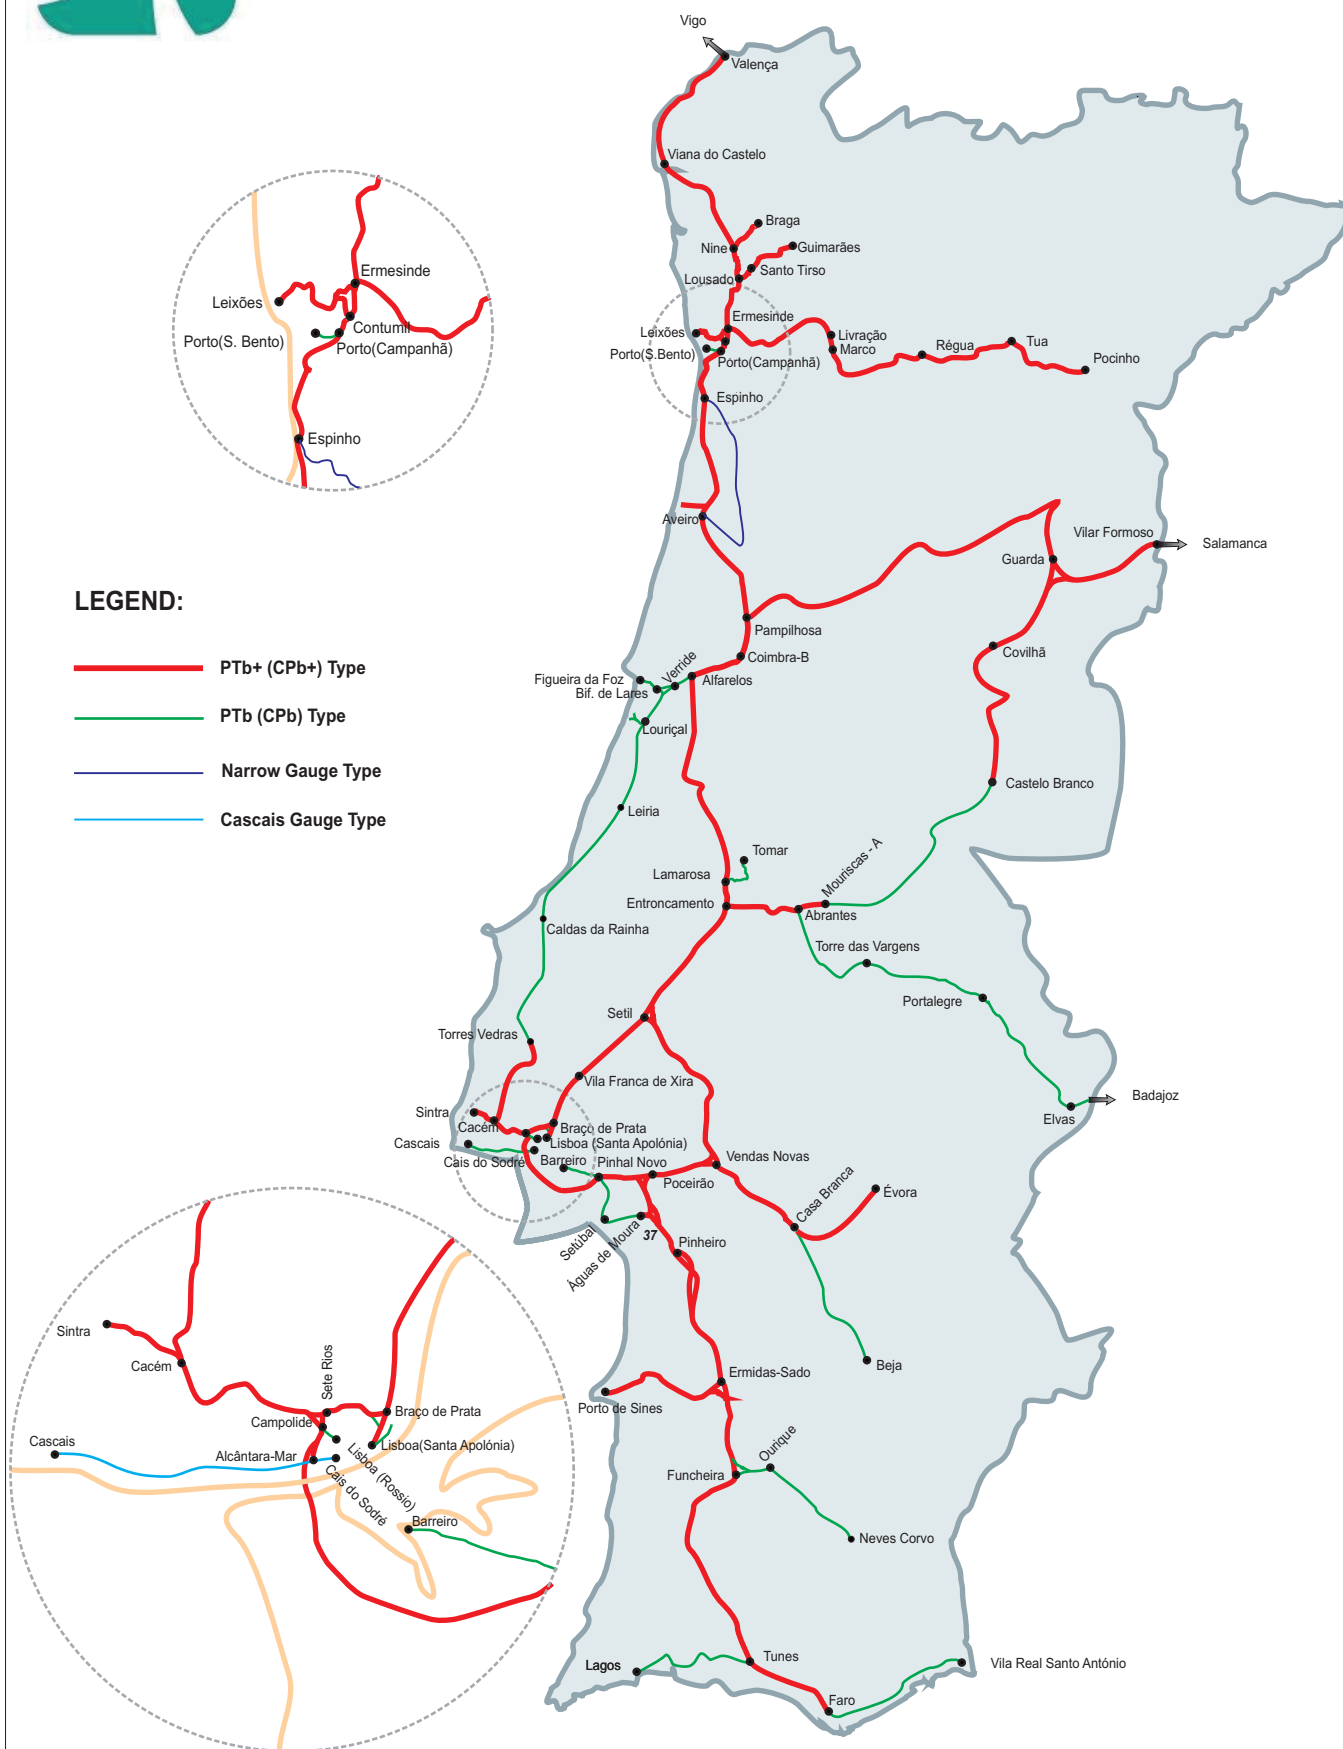 Vigo
Valença
Viana do Castelo
Braga
Nine
Guimarães
Santo Tirso
Lousado
Ermesinde
Leixões
Porto(S.Bento)
Porto(Campanhã)
Livração
Marco
Régua
Tua
Pocinho
Espinho
Ermesinde
Leixões
Contumil
Porto(S. Bento)
Porto(Campanhã)
Espinho
Aveiro
Vilar Formoso
Salamanca
Guarda
LEGEND:
PTb+ (CPb+) Type
PTb (CPb) Type
Narrow Gauge Type
Cascais Gauge Type
Pampilhosa
Coimbra-B
Covilhã
Verride
Figueira da Foz
Bif. de Lares
Alfarelos
Louriçal
Castelo Branco
Leiria
Tomar
Mouriscas - A
Lamarosa
Entroncamento
Abrantes
Caldas da Rainha
Torre das Vargens
Portalegre
Setil
Torres Vedras
Vila Franca de Xira
Badajoz
Elvas
Sintra
Cacém
Braço de Prata
Lisboa (Santa Apolónia)
Cascais
Cais do Sodré
Barreiro
Pinhal Novo
Vendas Novas
Poceirão
Casa Branca
Évora
Setúbal
Águas de Moura
37
Pinheiro
Beja
Ermidas-Sado
Porto de Sines
Ourique
Funcheira
Neves Corvo
Sintra
Cacém
Sete Rios
Campolide
Braço de Prata
Cascais
Alcântara-Mar
Lisboa(Santa Apolónia)
Lisboa (Rossio)
Cais do Sodré
Barreiro
Lagos
Tunes
Vila Real Santo António
Faro